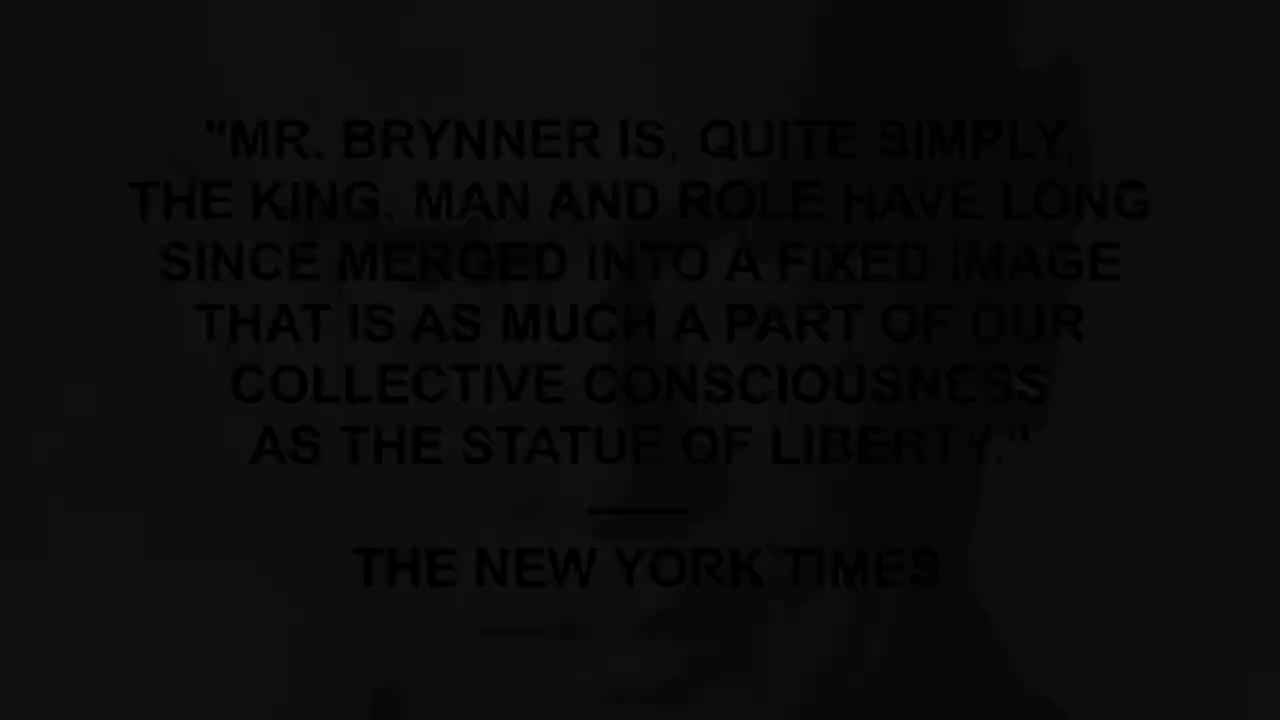 "MR. BRYNNER IS, QUITE SIMPLY,
THE KING. MAN AND ROLE HAVE LONG
SINCE MERGED INTO A FIXED IMAGE
THAT IS AS MUCH A PART OF OUR
COLLECTIVE CONSCIOUSNESS
AS THE STATUE OF LIBERTY."
THE NEW YORK TIMES